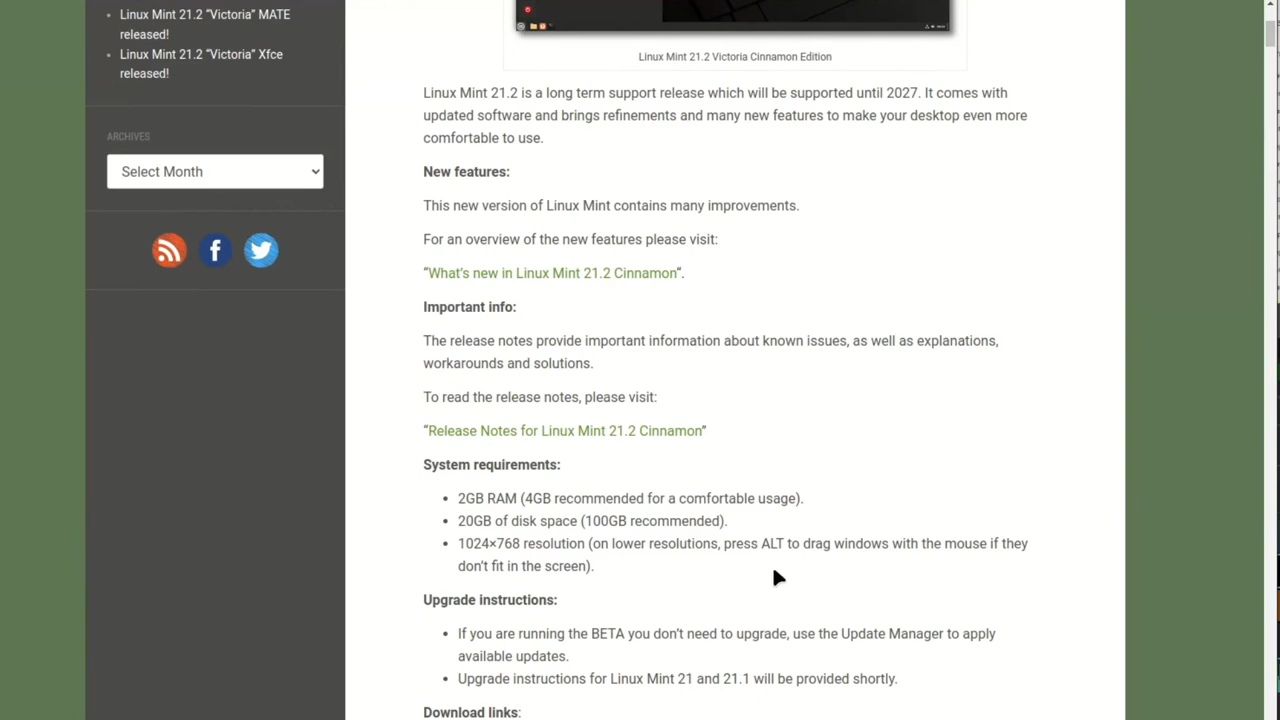 Linux Mint 21.2 “Victoria” MATE
released!
Linux Mint 21.2 “Victoria” Xfce
released!
ARCHIVES
Select Month
Linux Mint 21.2 Victoria Cinnamon Edition
Linux Mint 21.2 is a long term support release which will be supported until 2027. It comes with
updated software and brings refinements and many new features to make your desktop even more
comfortable to use.
New features:
This new version of Linux Mint contains many improvements.
For an overview of the new features please visit:
“What’s new in Linux Mint 21.2 Cinnamon“.
Important info:
The release notes provide important information about known issues, as well as explanations,
workarounds and solutions.
To read the release notes, please visit:
“Release Notes for Linux Mint 21.2 Cinnamon”
System requirements:
• 2GB RAM (4GB recommended for a comfortable usage).
• 20GB of disk space (100GB recommended).
• 1024×768 resolution (on lower resolutions, press ALT to drag windows with the mouse if they
don’t fit in the screen).
Upgrade instructions:
• If you are running the BETA you don’t need to upgrade, use the Update Manager to apply
available updates.
• Upgrade instructions for Linux Mint 21 and 21.1 will be provided shortly.
Download links: